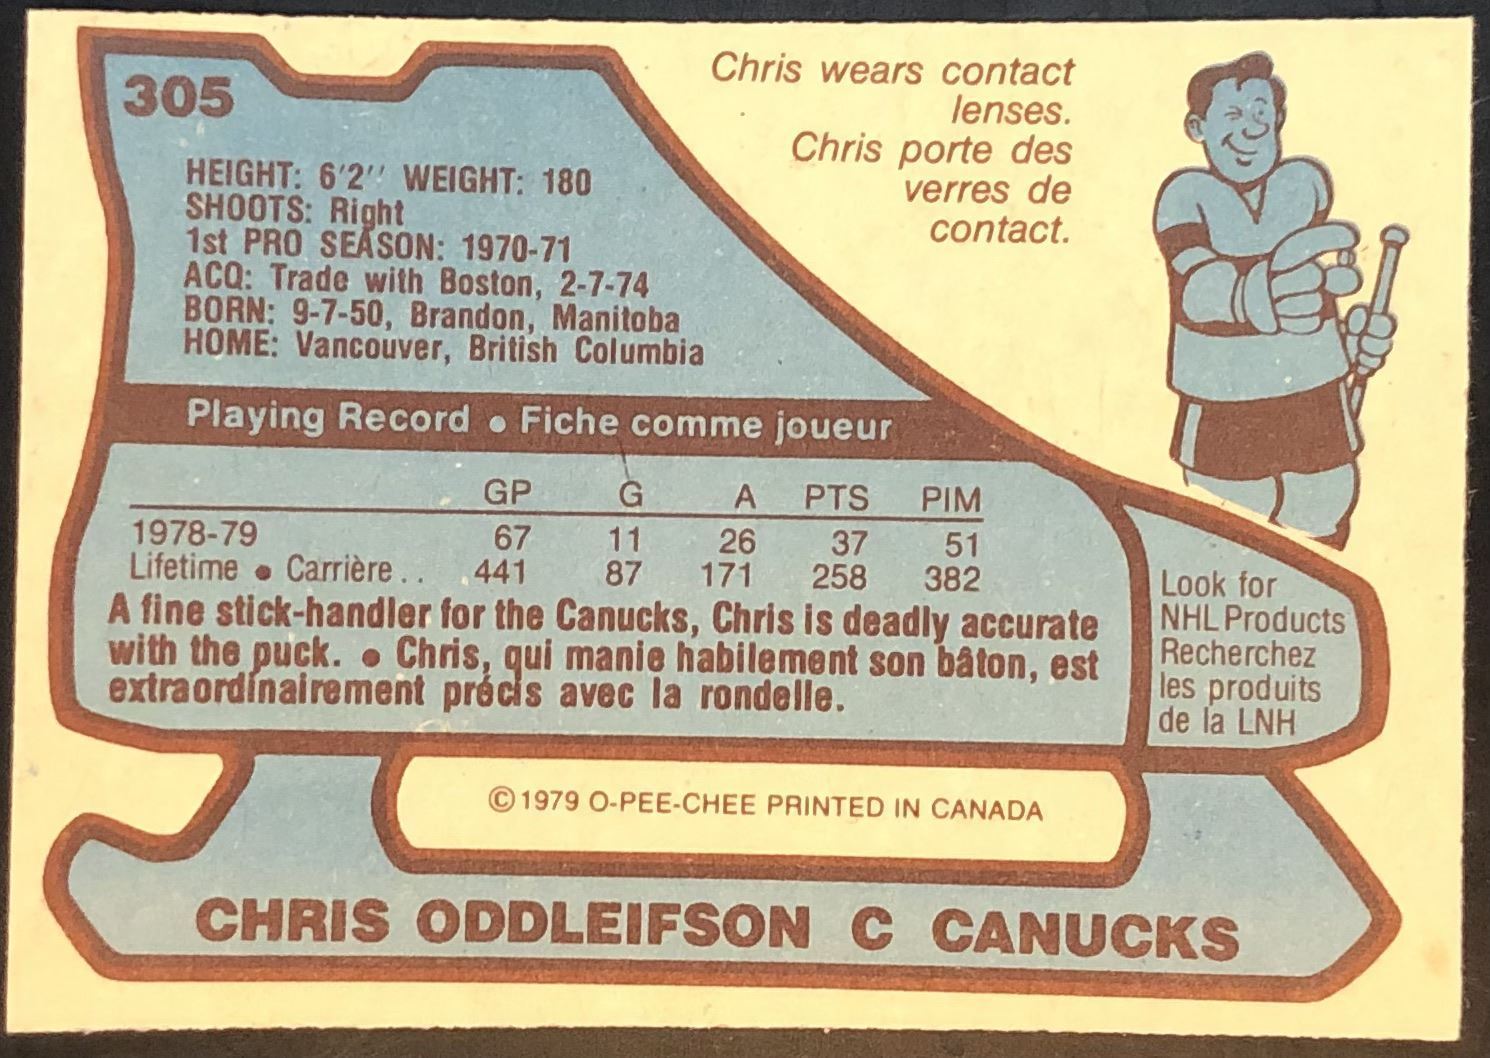 305
Chris wears contact
lenses.
Chris porte des
verres de
contact.
HEIGHT: 6'2'' WEIGHT: 180
SHOOTS: Right
1st PRO SEASON: 1970-71
ACQ: Trade with Boston, 2-7-74
BORN: 9-7-50, Brandon, Manitoba
HOME: Vancouver, British Columbia
Playing Record • Fiche comme joueur
GP G A PTS PIM
1978-79 67 11 26 37 51
Lifetime • Carrière.. 441 87 171 258 382
A fine stick-handler for the Canucks, Chris is deadly accurate
with the puck. • Chris, qui manie habilement son bâton, est
extraordinairement précis avec la rondelle.
Look for
NHL Products
Recherchez
les produits
de la LNH
© 1979 O-PEE-CHEE PRINTED IN CANADA
CHRIS ODDLEIFSON C CANUCKS